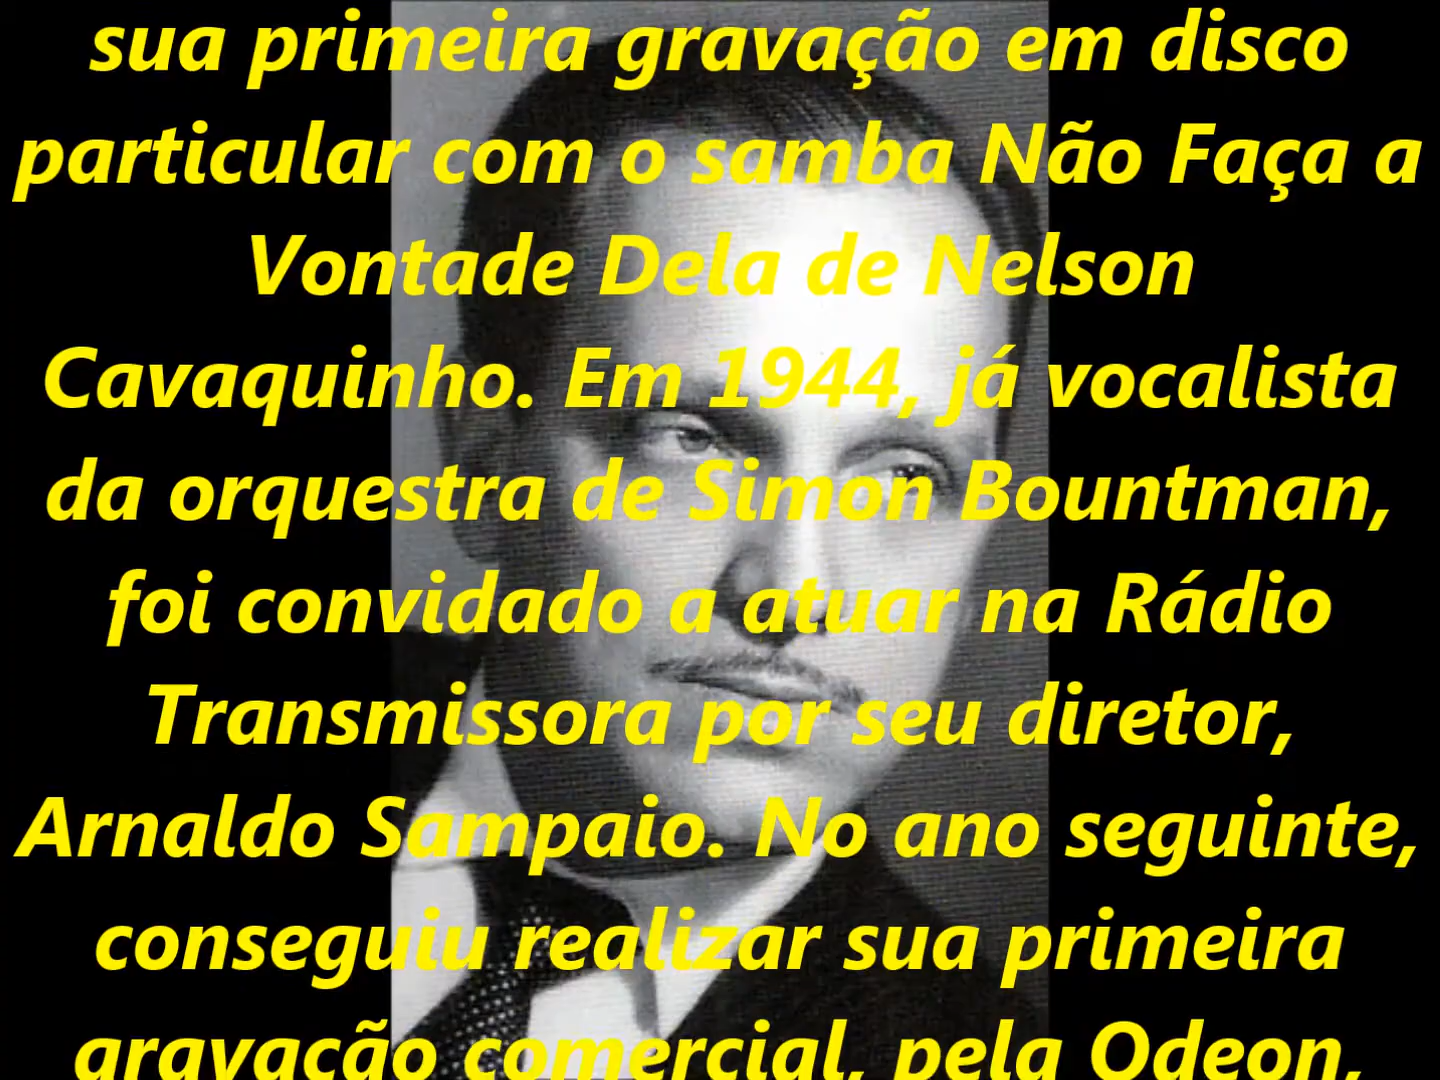 sua primeira gravação em disco
particular com o samba Não Faça a
Vontade Dela de Nelson
Cavaquinho. Em 1944, já vocalista
da orquestra de Simon Bountman,
foi convidado a atuar na Rádio
Transmissora por seu diretor,
Arnaldo Sampaio. No ano seguinte,
conseguiu realizar sua primeira
gravação comercial, pela Odeon,